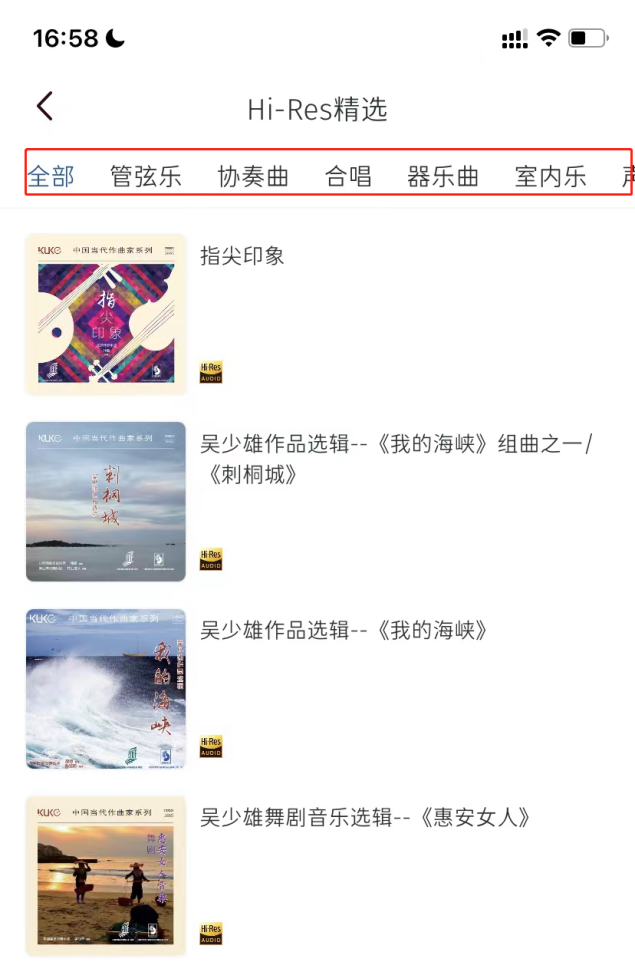 16:58
Hi-Res精选
全部 管弦乐 协奏曲 合唱 器乐曲 室内乐
KUKE 中国当代作曲家系列
指尖印象
指
尖
印象
Hi-Res
AUDIO
KUKE 中国当代作曲家系列
吴少雄作品选辑--《我的海峡》组曲之一/
《刺桐城》
刺桐城
Hi-Res
AUDIO
KUKE 中国当代作曲家系列
吴少雄作品选辑--《我的海峡》
我的海峡
Hi-Res
AUDIO
KUKE 中国当代作曲家系列
吴少雄舞剧音乐选辑--《惠安女人》
舞剧
惠安女人
Hi-Res
AUDIO